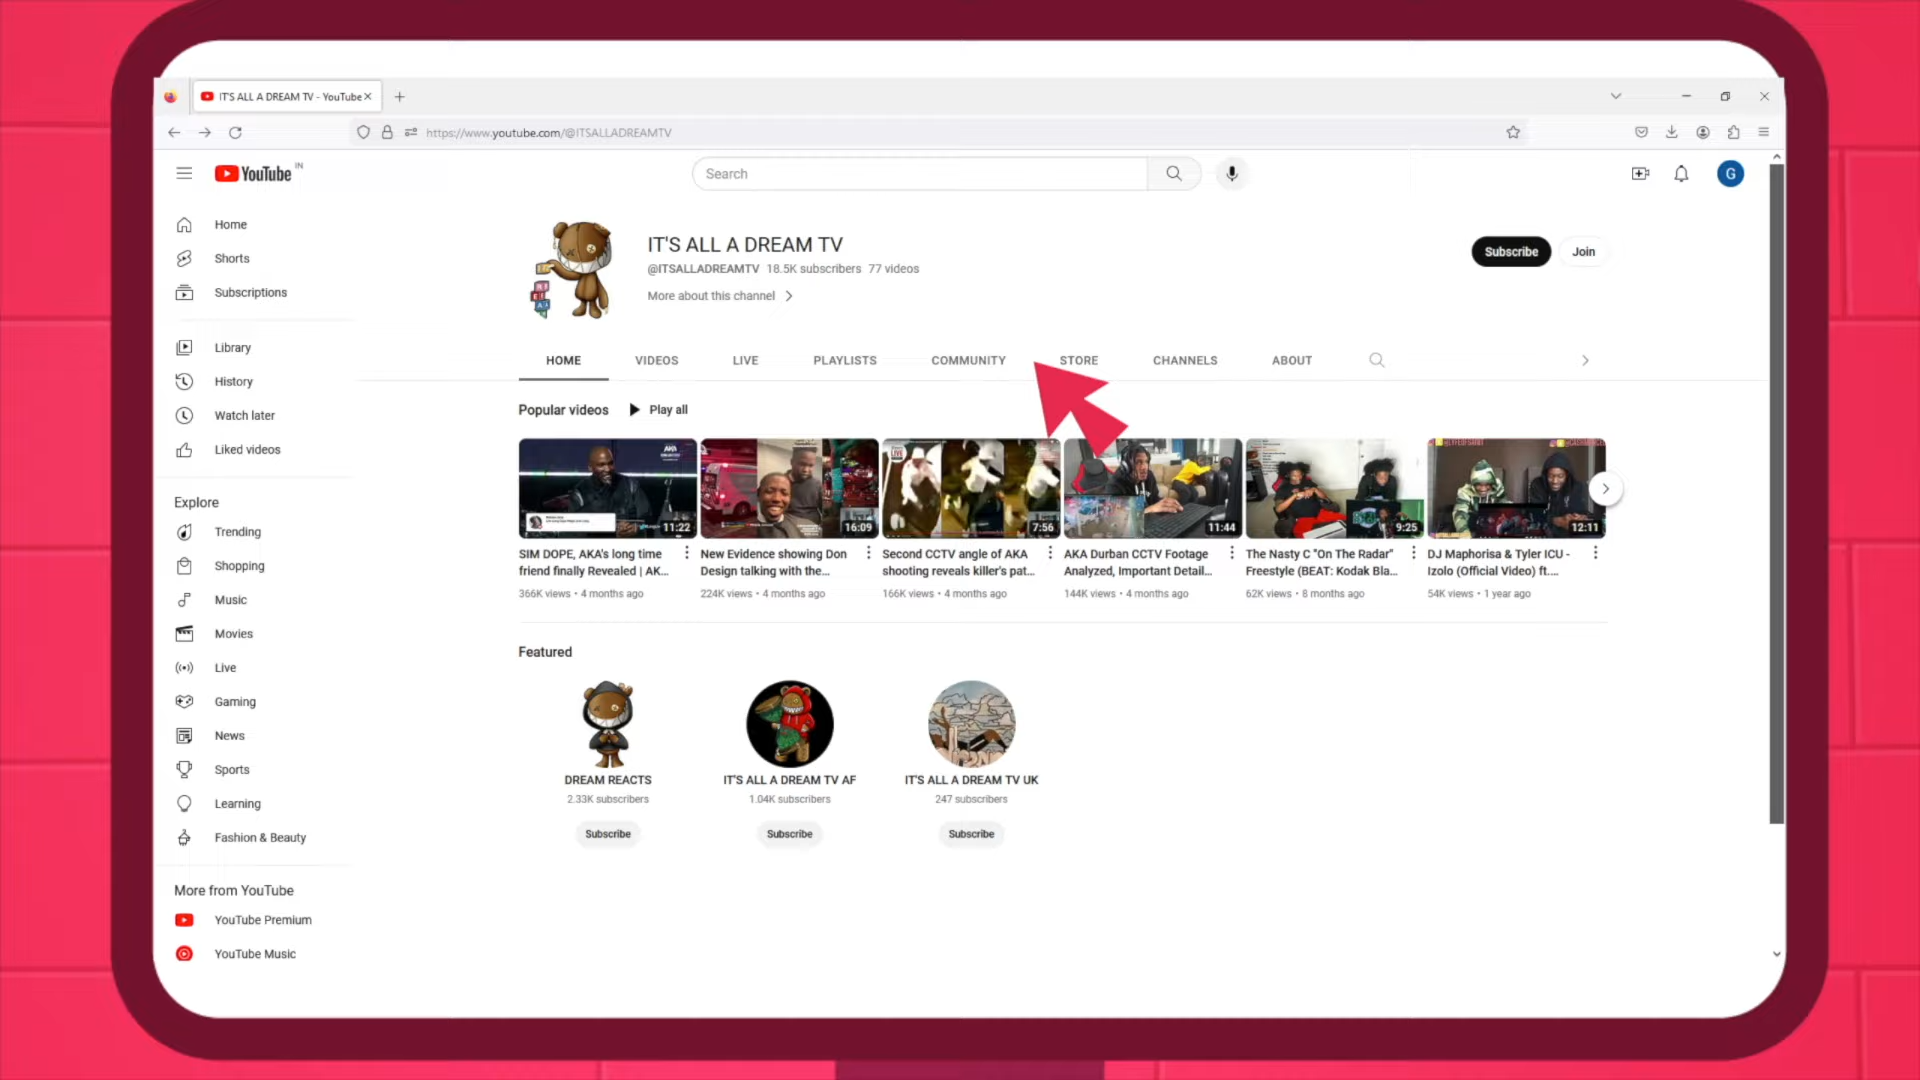 IT'S ALL A DREAM TV - YouTube
https://www.youtube.com/@ITSALLADREAMTV
YouTube IN
Search
G
Home
Shorts
Subscriptions
Library
History
Watch later
Liked videos
Explore
Trending
Shopping
Music
Movies
Live
Gaming
News
Sports
Learning
Fashion & Beauty
More from YouTube
YouTube Premium
YouTube Music
IT'S ALL A DREAM TV
@ITSALLADREAMTV 18.5K subscribers 77 videos
More about this channel
Subscribe
Join
HOME VIDEOS LIVE PLAYLISTS COMMUNITY STORE CHANNELS ABOUT
Popular videos Play all
AKA
11:22
SIM DOPE, AKA's long time
friend finally Revealed | AK...
366K views • 4 months ago
16:09
New Evidence showing Don
Design talking with the...
224K views • 4 months ago
LIVE
7:56
Second CCTV angle of AKA
shooting reveals killer's pat...
166K views • 4 months ago
11:44
AKA Durban CCTV Footage
Analyzed, Important Detail...
144K views • 4 months ago
9:25
The Nasty C "On The Radar"
Freestyle (BEAT: Kodak Bla...
62K views • 8 months ago
12:11
DJ Maphorisa & Tyler ICU -
Izolo (Official Video) ft....
54K views • 1 year ago
Featured
DREAM REACTS
2.33K subscribers
Subscribe
IT'S ALL A DREAM TV AF
1.04K subscribers
Subscribe
IT'S ALL A DREAM TV UK
247 subscribers
Subscribe